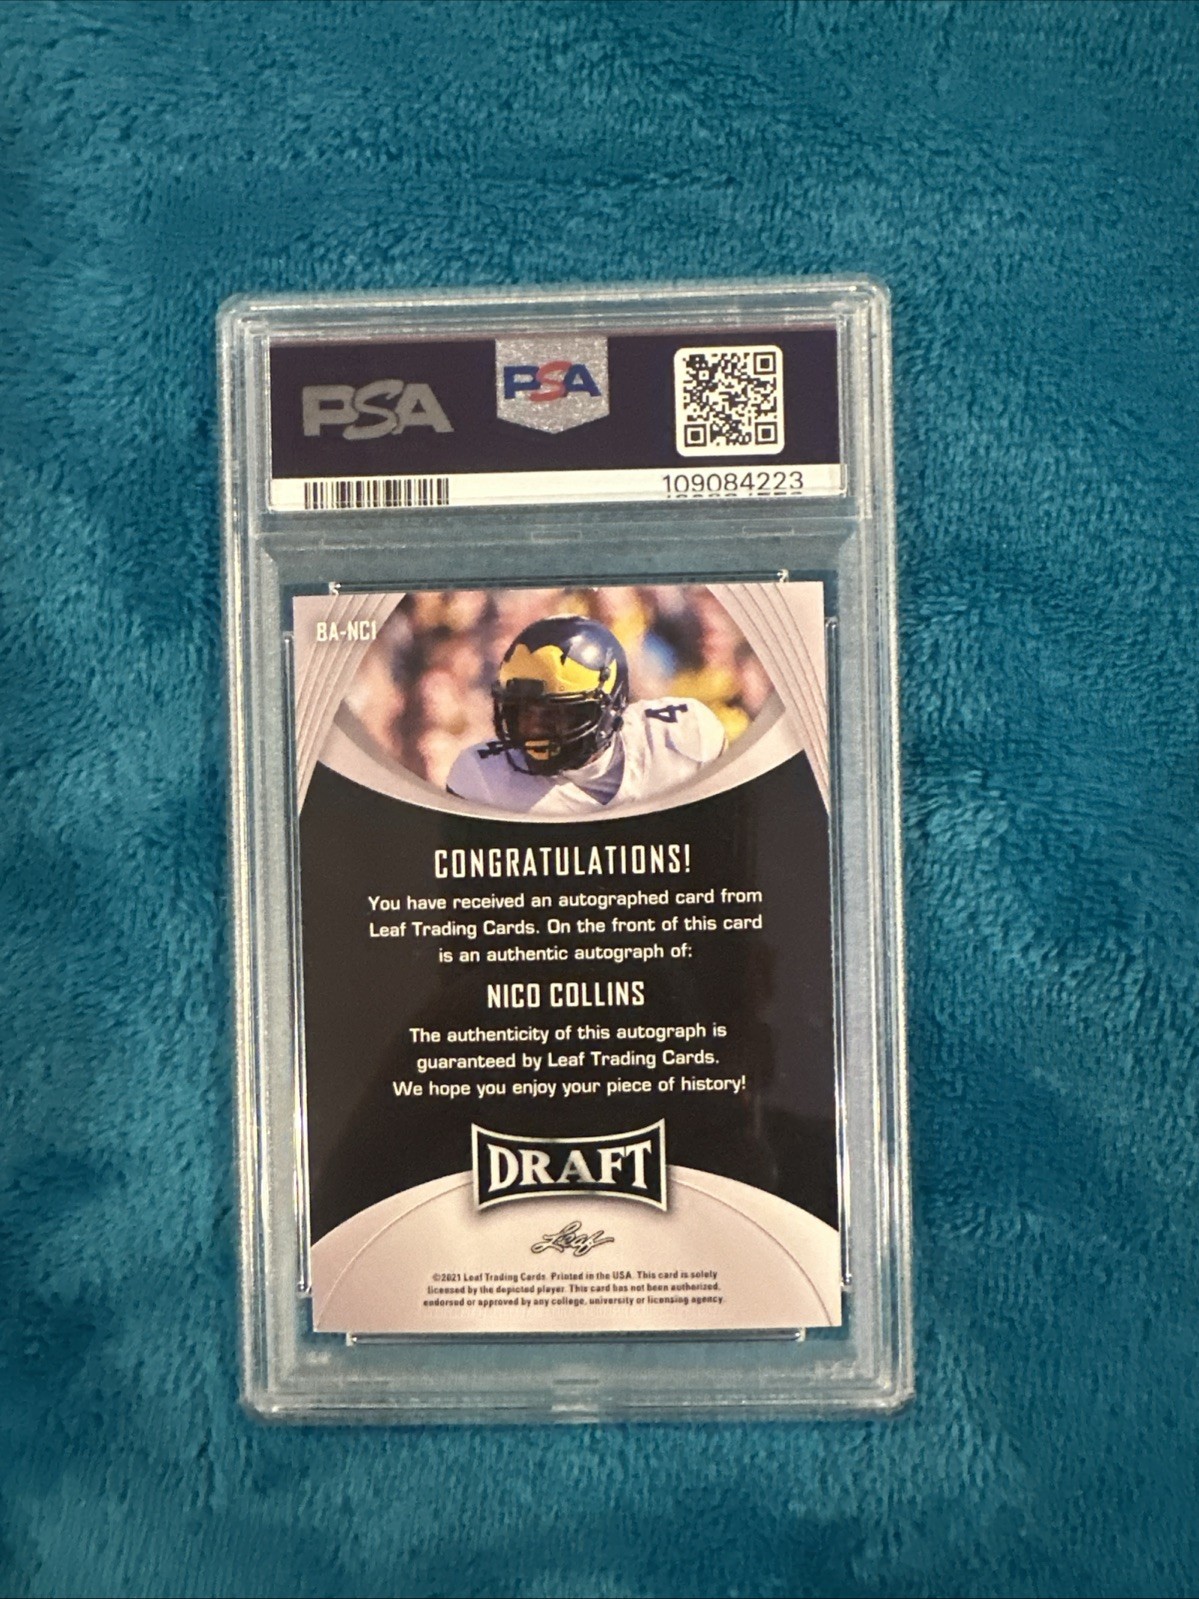 PSA
PSA
109084223
BA-NC1
4
4
CONGRATULATIONS!
You have received an autographed card from
Leaf Trading Cards. On the front of this card
is an authentic autograph of:
NICO COLLINS
The authenticity of this autograph is
guaranteed by Leaf Trading Cards.
We hope you enjoy your piece of history!
DRAFT
Leaf
©2021 Leaf Trading Cards. Printed in the USA. This card is solely
licensed by the depicted player. This card has not been authorized,
endorsed or approved by any college, university or licensing agency.